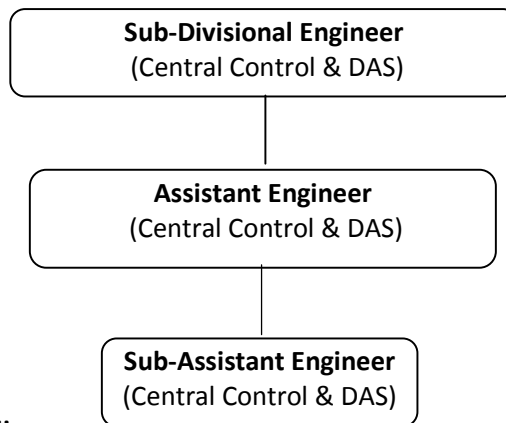 Sub-Divisional Engineer
(Central Control & DAS)
Assistant Engineer
(Central Control & DAS)
Sub-Assistant Engineer
(Central Control & DAS)